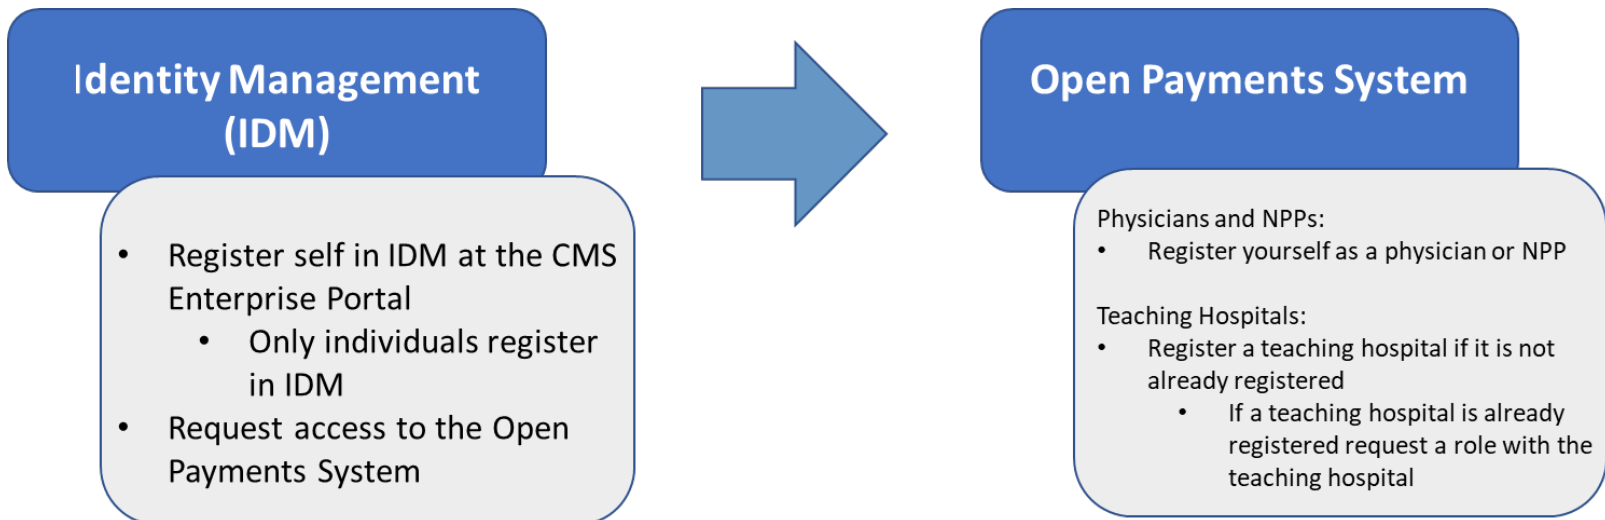 Identity Management
(IDM)
• Register self in IDM at the CMS
Enterprise Portal
• Only individuals register
in IDM
• Request access to the Open
Payments System
Open Payments System
Physicians and NPPs:
• Register yourself as a physician or NPP
Teaching Hospitals:
• Register a teaching hospital if it is not
already registered
• If a teaching hospital is already
registered request a role with the
teaching hospital